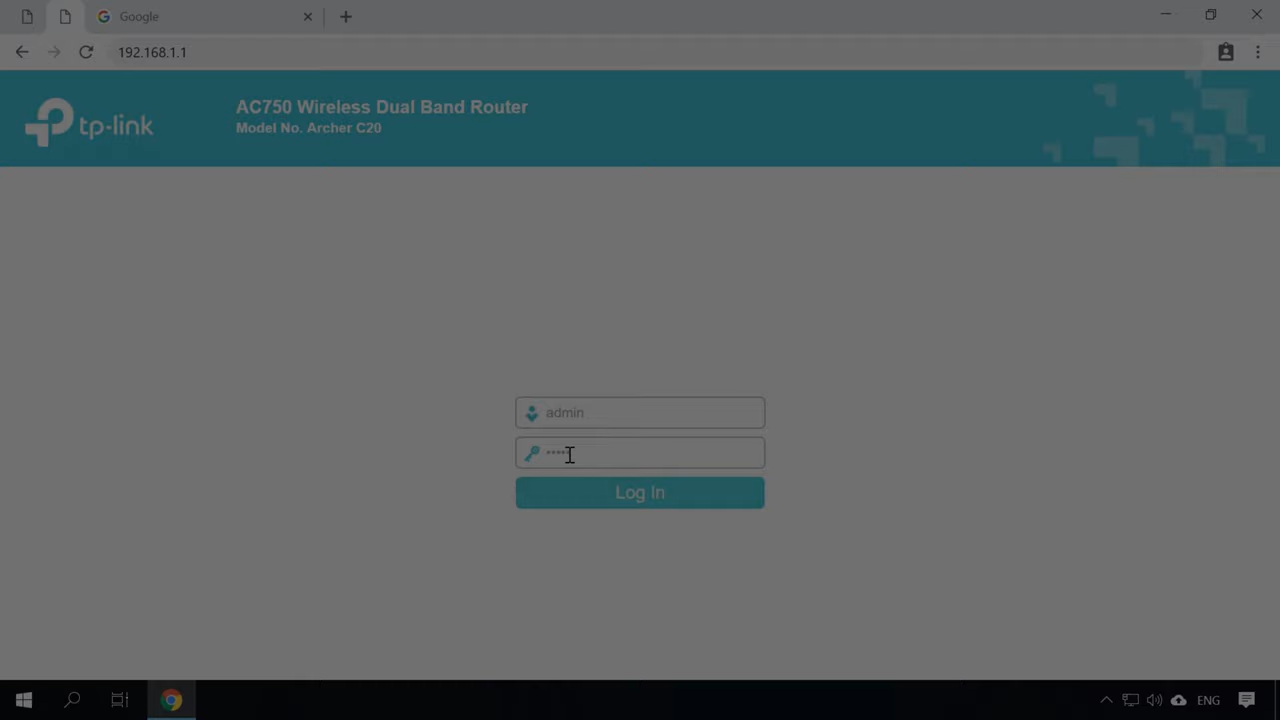 Google
192.168.1.1
tp-link
AC750 Wireless Dual Band Router
Model No. Archer C20
admin
Log In
ENG